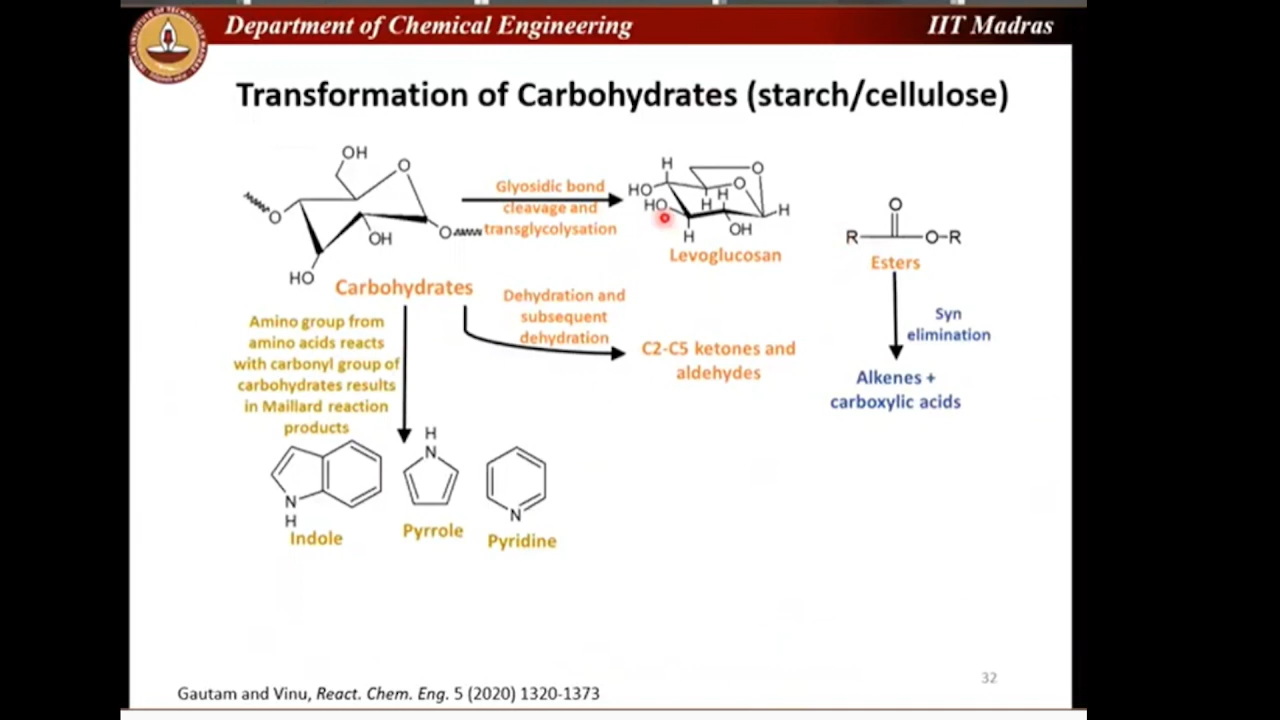 Department of Chemical Engineering
IIT Madras
Transformation of Carbohydrates (starch/cellulose)
OH
O
O
OH
O
HO
Carbohydrates
Glyosidic bond
cleavage and
transglycolysation
H
O
HO
O
H
HO
H
H
OH
H
Levoglucosan
O
R
O-R
Esters
Syn
elimination
Alkenes +
carboxylic acids
Dehydration and
subsequent
dehydration
C2-C5 ketones and
aldehydes
Amino group from
amino acids reacts
with carbonyl group of
carbohydrates results
in Maillard reaction
products
N
H
Indole
H
N
Pyrrole
N
Pyridine
32
Gautam and Vinu, React. Chem. Eng. 5 (2020) 1320-1373